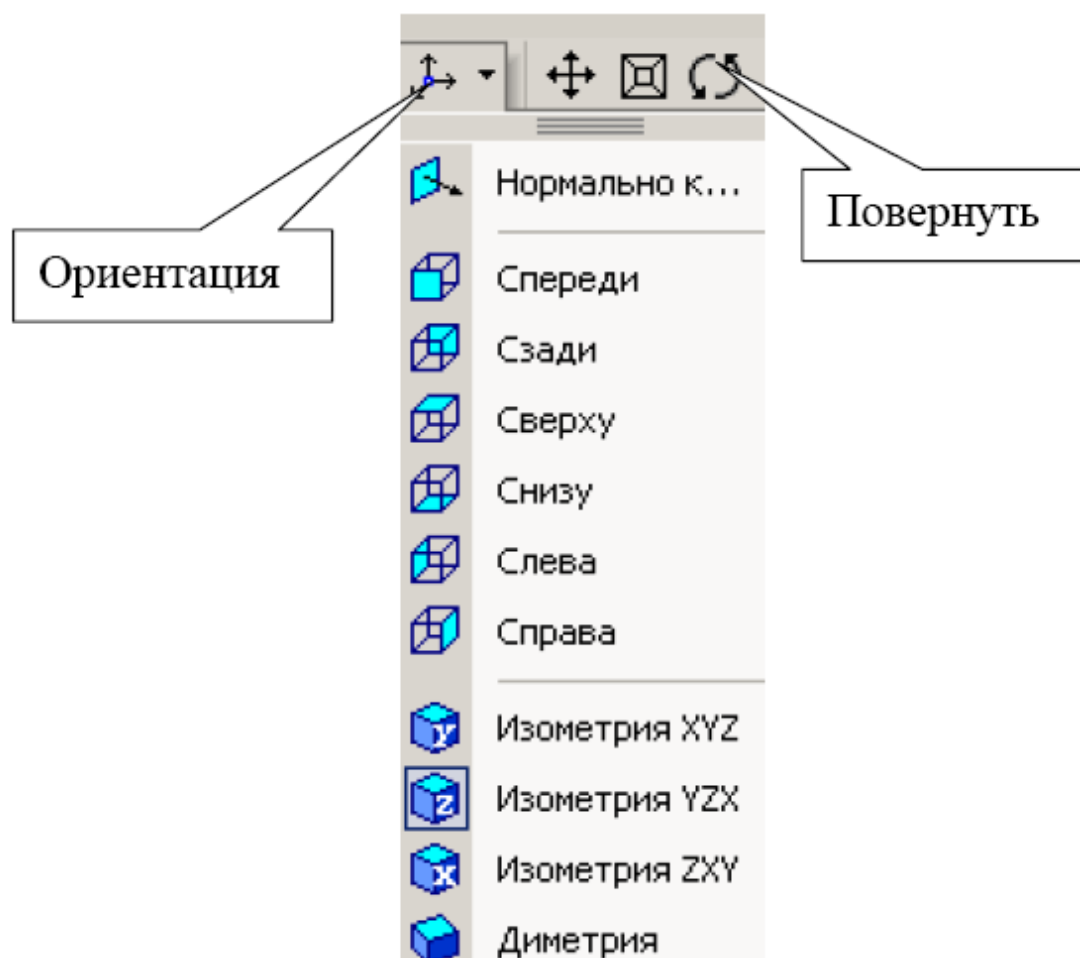 Нормально к...
Повернуть
Ориентация
Спереди
Сзади
Сверху
Снизу
Слева
Справа
Изометрия XYZ
Изометрия YZX
Изометрия ZXY
Диметрия